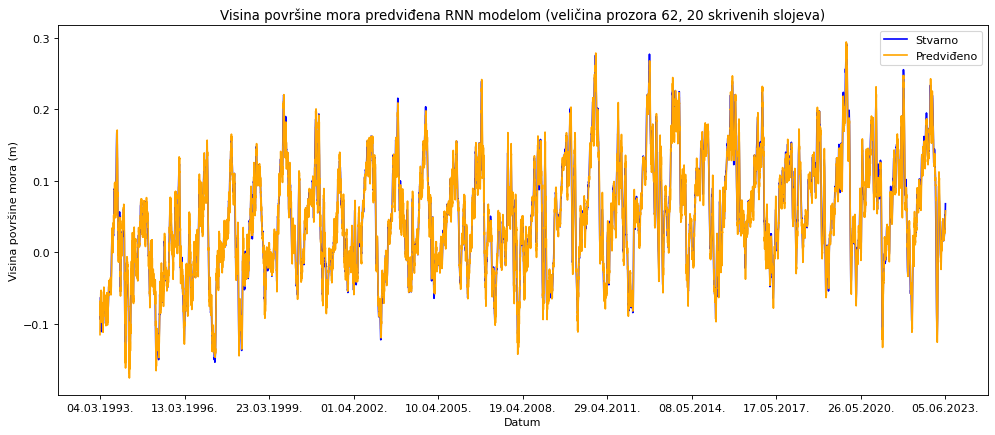 Visina površine mora predviđena RNN modelom (veličina prozora 62, 20 skrivenih slojeva)
Stvarno
Predviđeno
Visina površine mora (m)
0.3
0.2
0.1
0.0
−0.1
04.03.1993. 13.03.1996. 23.03.1999. 01.04.2002. 10.04.2005. 19.04.2008. 29.04.2011. 08.05.2014. 17.05.2017. 26.05.2020. 05.06.2023.
Datum